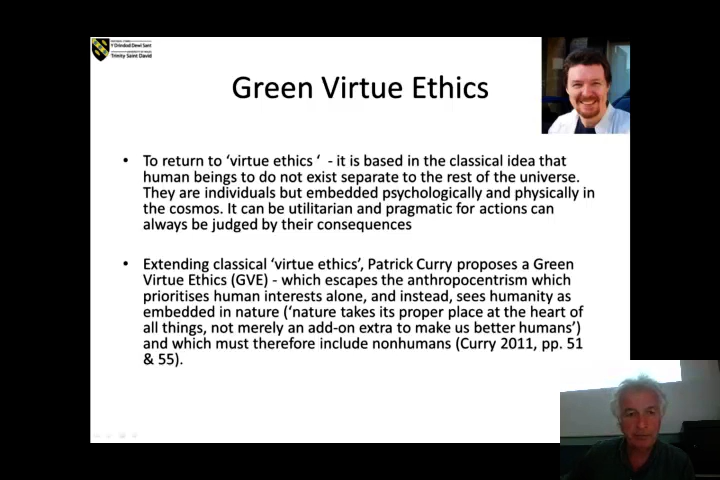 Y Drindod Dewi Sant
Trinity Saint David
Green Virtue Ethics
• To return to ‘virtue ethics ‘ - it is based in the classical idea that
human beings to do not exist separate to the rest of the universe.
They are individuals but embedded psychologically and physically in
the cosmos. It can be utilitarian and pragmatic for actions can
always be judged by their consequences
• Extending classical ‘virtue ethics’, Patrick Curry proposes a Green
Virtue Ethics (GVE) - which escapes the anthropocentrism which
prioritises human interests alone, and instead, sees humanity as
embedded in nature (‘nature takes its proper place at the heart of
all things, not merely an add-on extra to make us better humans’)
and which must therefore include nonhumans (Curry 2011, pp. 51
& 55).